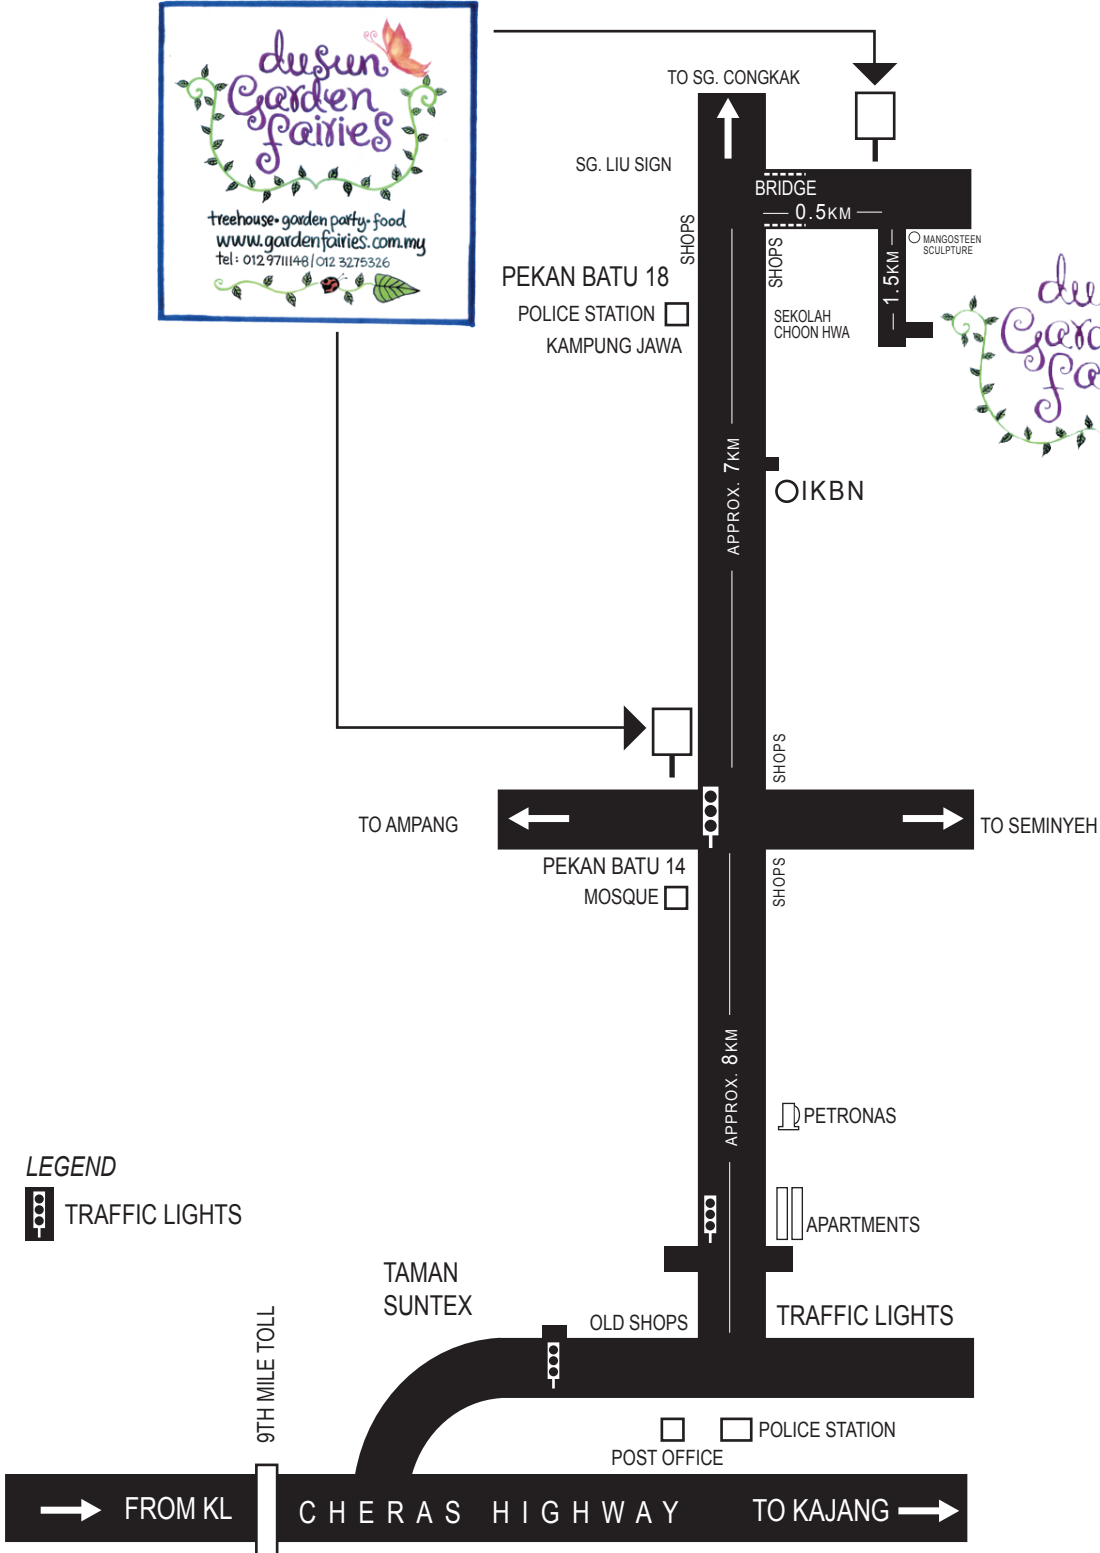 dusun
Garden
fairies
treehouse • garden party • food
www.gardenfairies.com.my
tel: 012 9711148/012 3275326
TO SG. CONGKAK
SG. LIU SIGN
BRIDGE
0.5KM
SHOPS
SHOPS
MANGOSTEEN
SCULPTURE
1.5KM
PEKAN BATU 18
POLICE STATION
KAMPUNG JAWA
SEKOLAH
CHOON HWA
du
Gard
fa
APPROX. 7KM
IKBN
SHOPS
TO AMPANG
TO SEMINYEH
PEKAN BATU 14
MOSQUE
SHOPS
APPROX. 8KM
PETRONAS
LEGEND
TRAFFIC LIGHTS
APARTMENTS
TAMAN
SUNTEX
OLD SHOPS
TRAFFIC LIGHTS
9TH MILE TOLL
POLICE STATION
POST OFFICE
FROM KL
CHERAS HIGHWAY
TO KAJANG